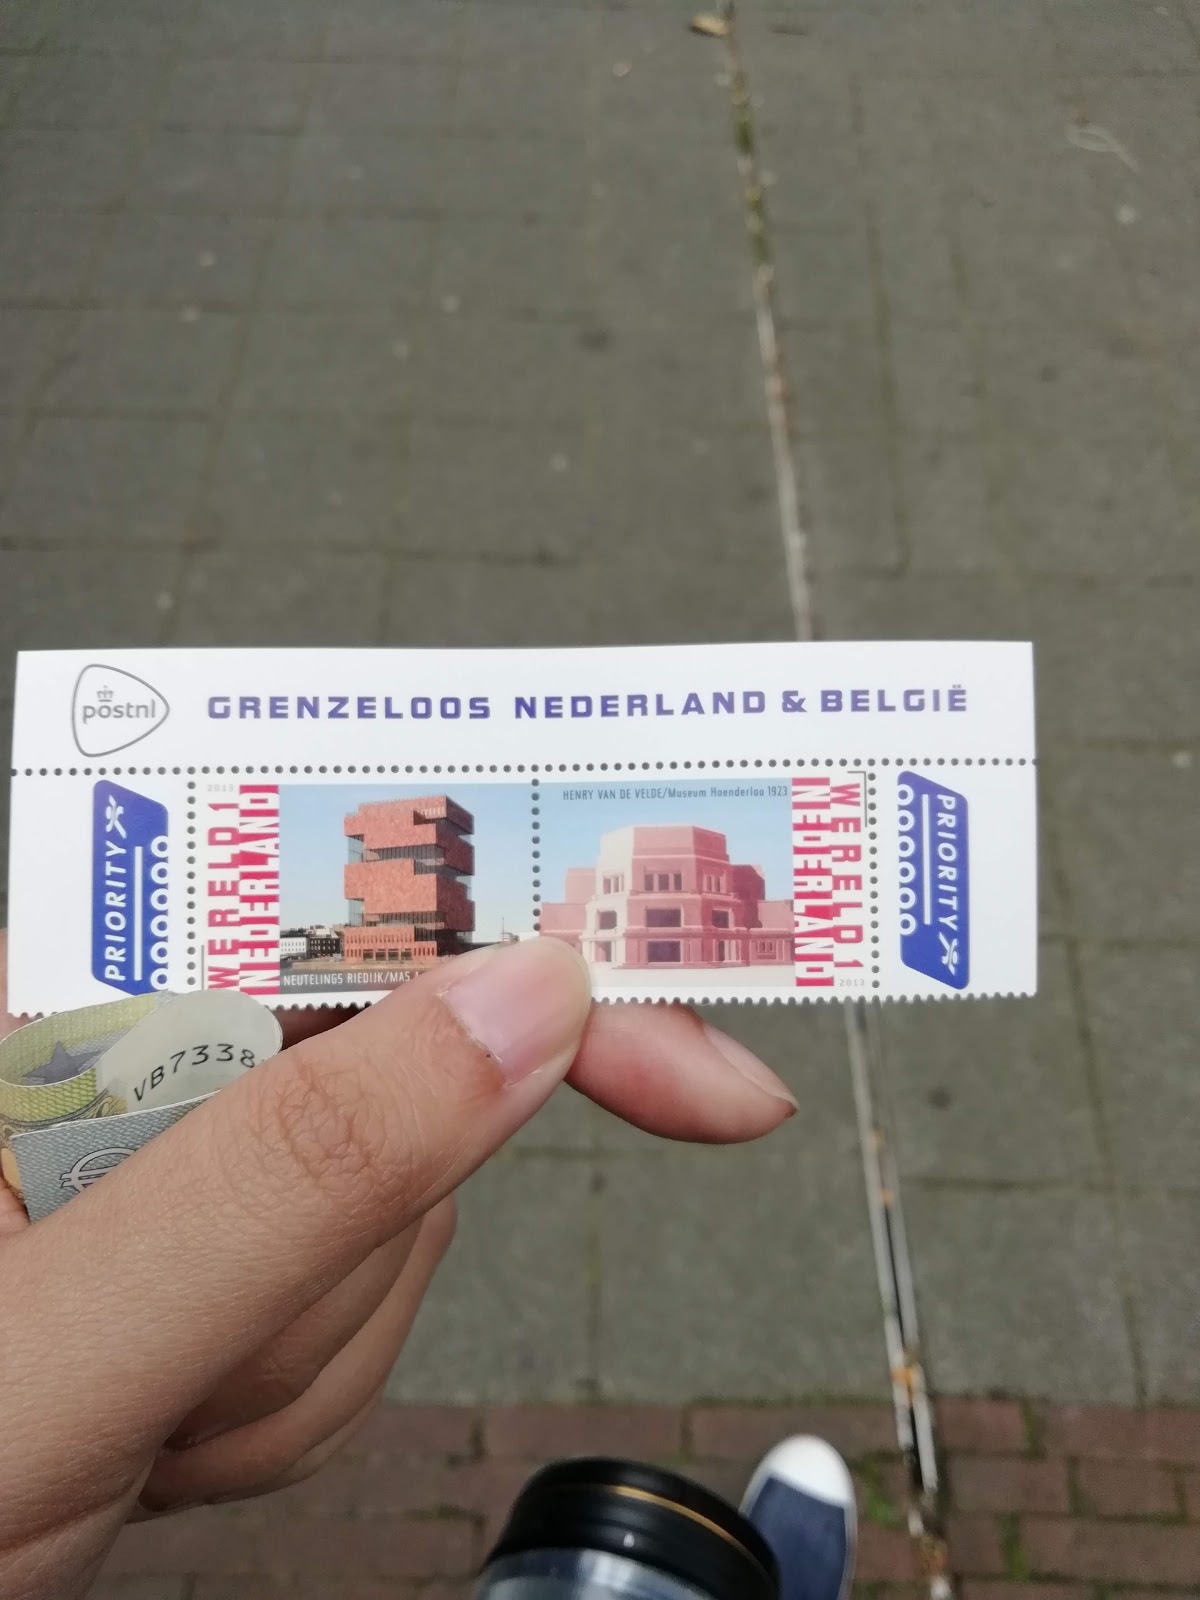 postnl
GRENZELOOS NEDERLAND & BELGIË
PRIORITY
2013
WERELD 1
NEDERLAND
NEUTELINGS RIEDIJK/MAS
HENRY VAN DE VELDE/Museum Hoenderloo 1923
NEDERLAND
WERELD 1
2013
PRIORITY
VB7338